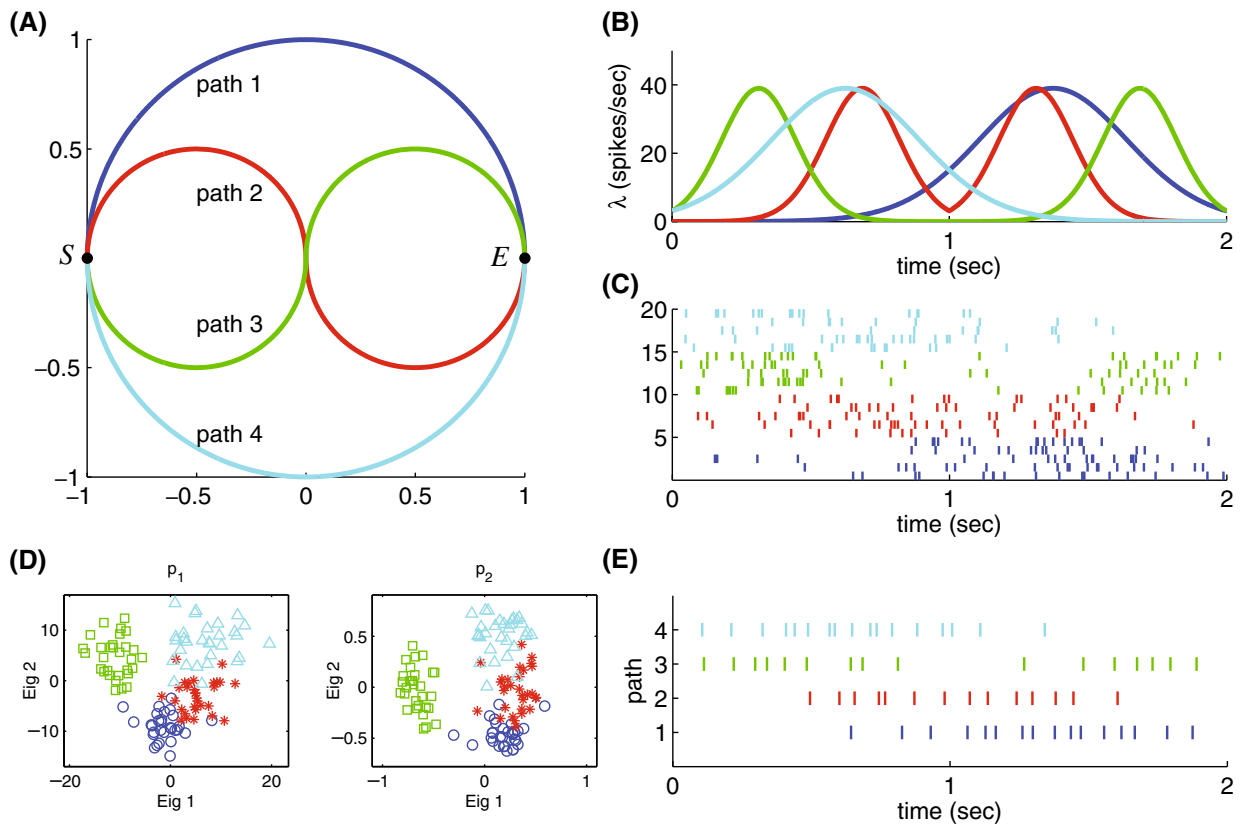 (A)
1
0.5
0
−0.5
−1
−1
−0.5
0
0.5
1
path 1
path 2
path 3
path 4
S
E
(B)
λ (spikes/sec)
40
20
0
0
1
2
time (sec)
(C)
20
15
10
5
0
1
2
time (sec)
(D)
p1
Eig 2
10
0
−10
−20
0
20
Eig 1
p2
Eig 2
0.5
0
−0.5
−1
0
1
Eig 1
(E)
path
4
3
2
1
0
1
2
time (sec)